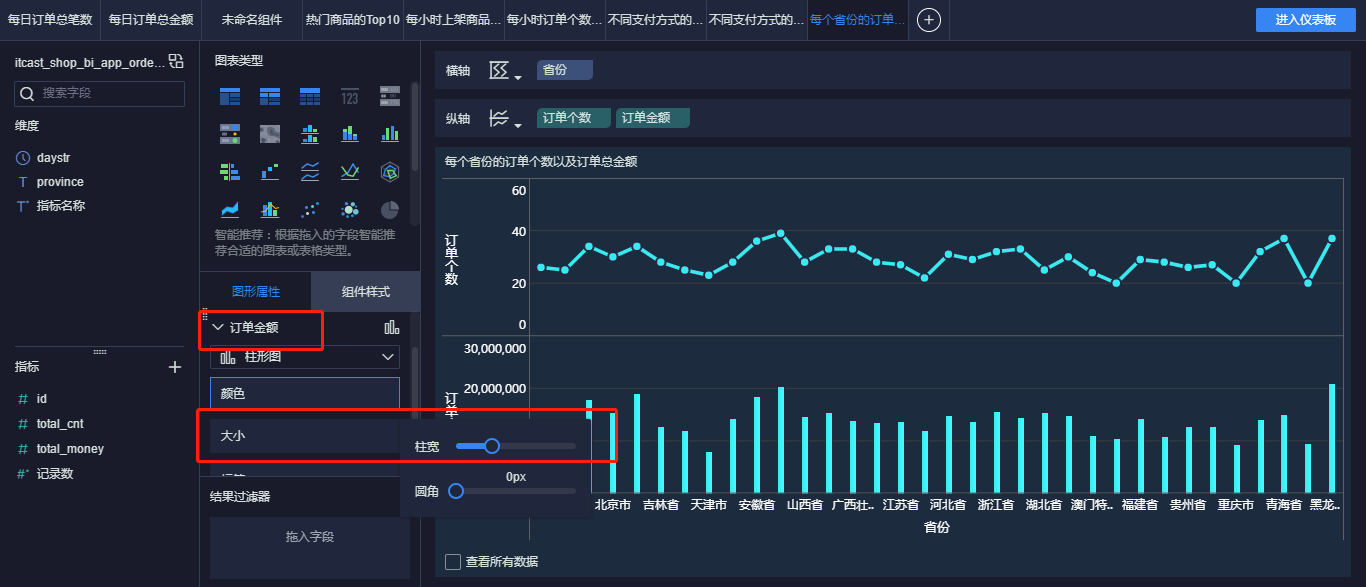 每日订单总笔数
每日订单总金额
未命名组件
热门商品的Top10
每小时上架商品...
每小时订单个数...
不同支付方式的...
不同支付方式的...
每个省份的订单...
进入仪表板
itcast_shop_bi_app_orde...
搜索字段
维度
daystr
T province
T* 指标名称
指标
# id
# total_cnt
# total_money
#* 记录数
图表类型
123
智能推荐：根据拖入的字段智能推
荐合适的图表或表格类型。
图形属性
组件样式
订单金额
柱形图
颜色
大小
柱宽
0px
圆角
结果过滤器
拖入字段
横轴
省份
纵轴
订单个数
订单金额
每个省份的订单个数以及订单总金额
订单个数
60
40
20
0
30,000,000
20,000,000
订单
北京市
吉林省
天津市
安徽省
山西省
广西壮..
江苏省
河北省
浙江省
湖北省
澳门特..
福建省
贵州省
重庆市
青海省
黑龙..
省份
查看所有数据